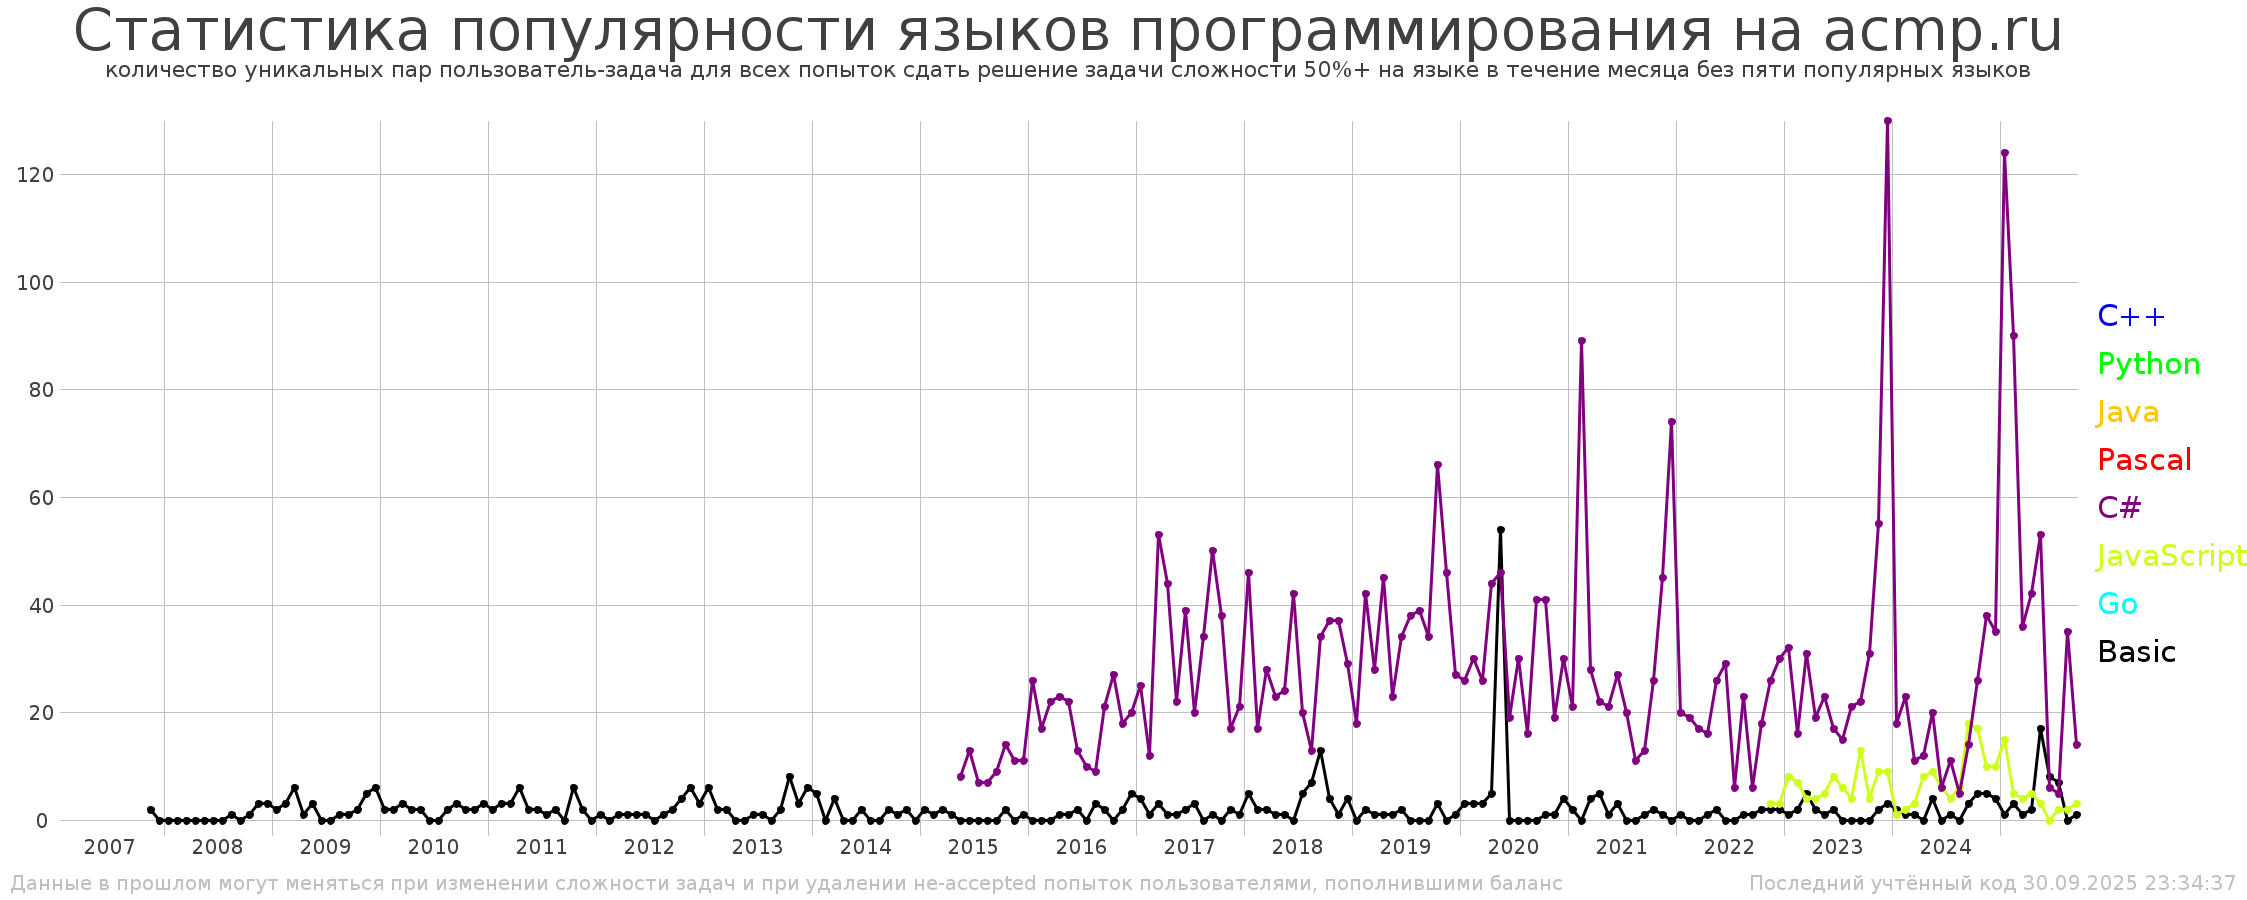 Статистика популярности языков программирования на acmp.ru
количество уникальных пар пользователь-задача для всех попыток сдать решение задачи сложности 50%+ на языке в течение месяца без пяти популярных языков
120
100
80
60
40
20
0
C++
Python
Java
Pascal
C#
JavaScript
Go
Basic
2007 2008 2009 2010 2011 2012 2013 2014 2015 2016 2017 2018 2019 2020 2021 2022 2023 2024
Данные в прошлом могут меняться при изменении сложности задач и при удалении не-accepted попыток пользователями, пополнившими баланс
Последний учтённый код 30.09.2025 23:34:37